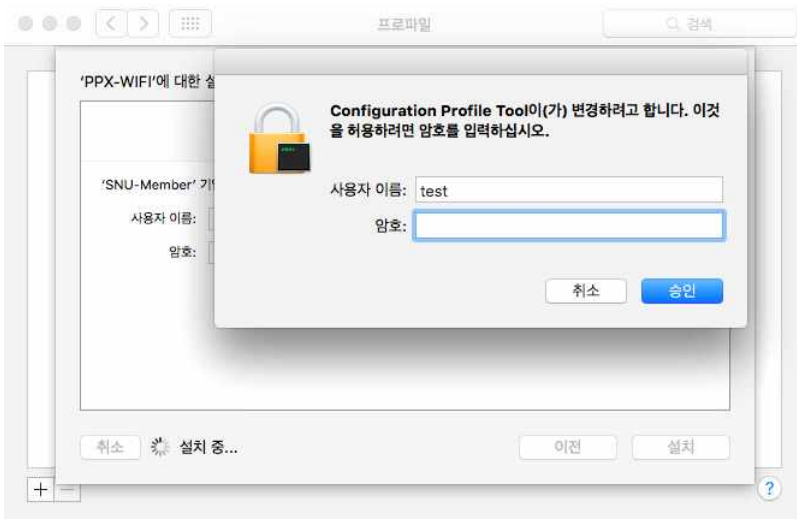 프로파일
검색
'PPX-WIFI'에 대한 설
Configuration Profile Tool이(가) 변경하려고 합니다. 이것
을 허용하려면 암호를 입력하십시오.
'SNU-Member' 기
사용자 이름: test
암호:
사용자 이름:
암호:
취소
승인
취소
설치 중...
이전
설치
+
−
?